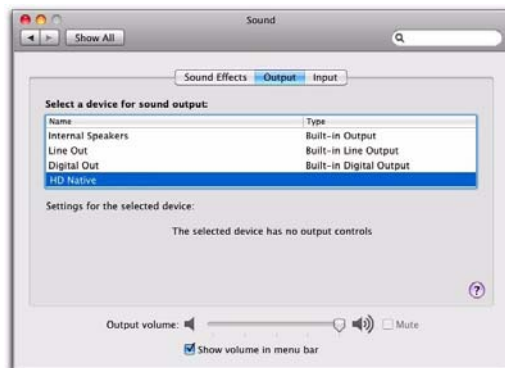 Sound
Show All
Sound Effects Output Input
Select a device for sound output:
Name Type
Internal Speakers Built-in Output
Line Out Built-in Line Output
Digital Out Built-in Digital Output
HD Native
Settings for the selected device:
The selected device has no output controls
?
Output volume: Mute
Show volume in menu bar